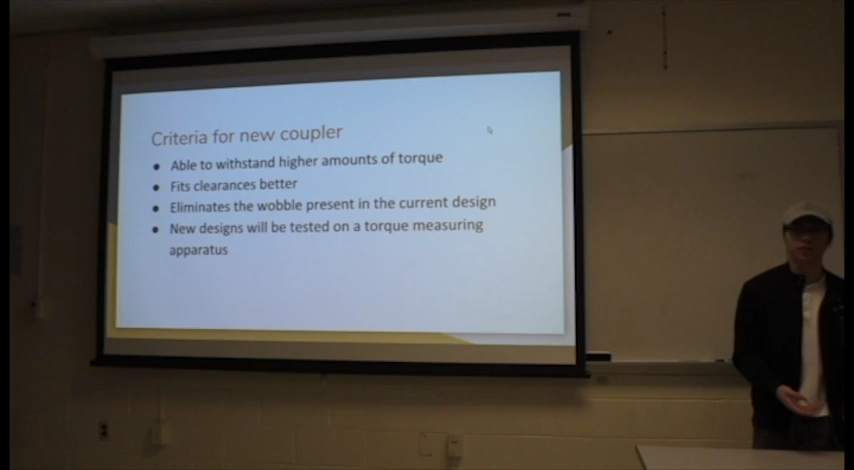 Criteria for new coupler
● Able to withstand higher amounts of torque
● Fits clearances better
● Eliminates the wobble present in the current design
● New designs will be tested on a torque measuring
apparatus